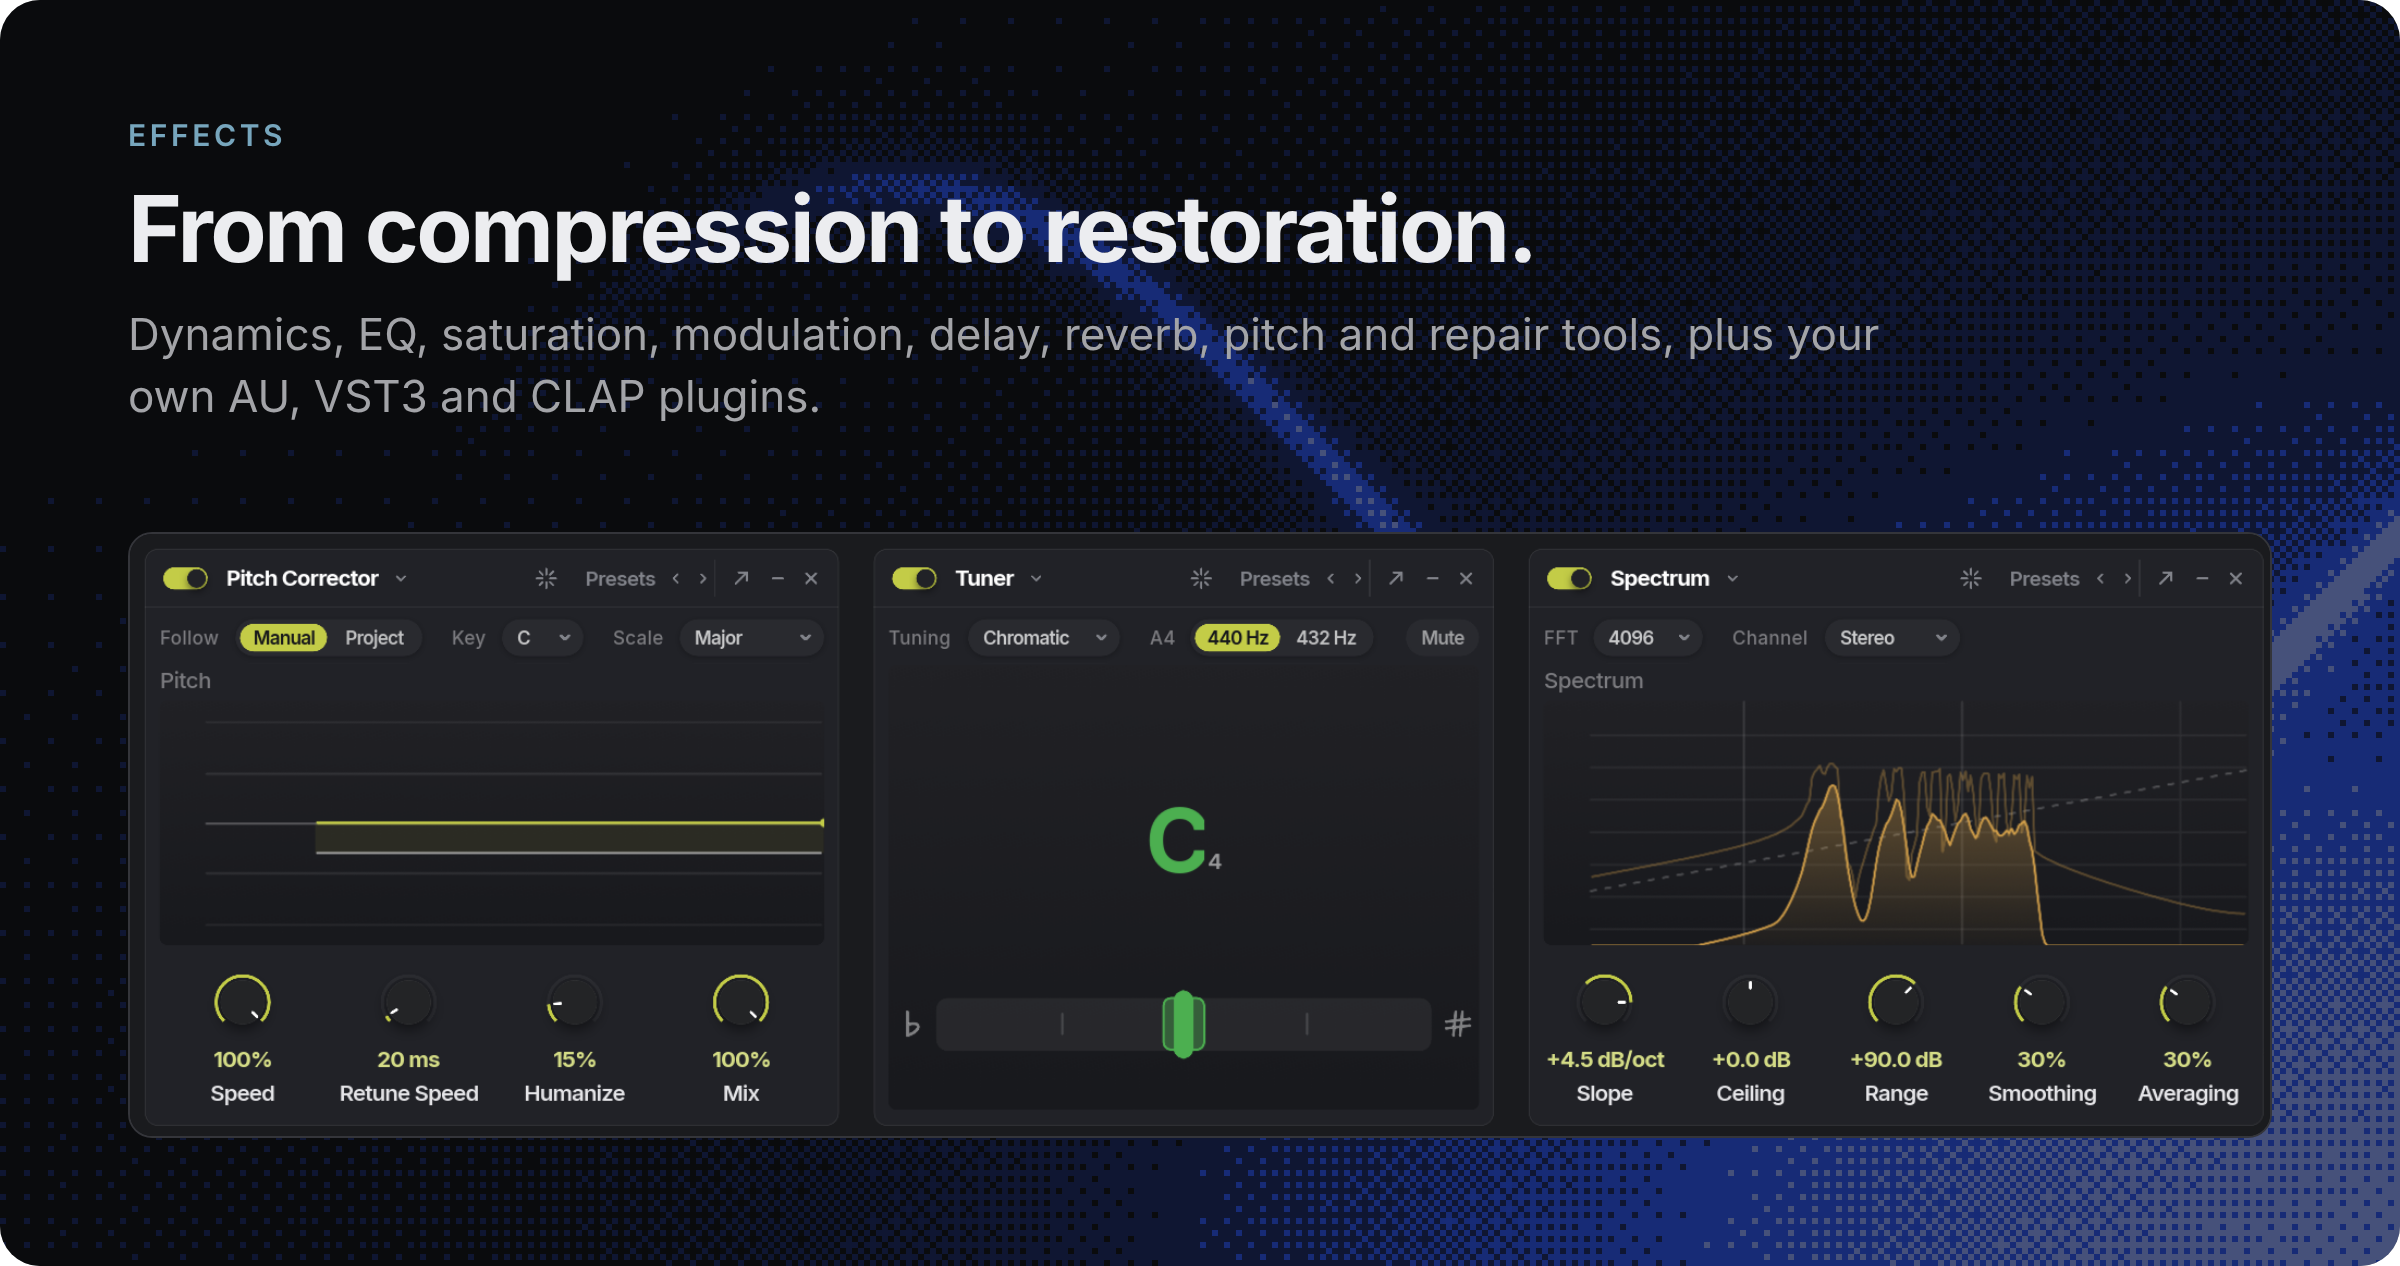 EFFECTS
From compression to restoration.
Dynamics, EQ, saturation, modulation, delay, reverb, pitch and repair tools, plus your
own AU, VST3 and CLAP plugins.
Pitch Corrector Presets
Follow Manual Project Key C Scale Major
Pitch
100% 20 ms 15% 100%
Speed Retune Speed Humanize Mix
Tuner Presets
Tuning Chromatic A4 440 Hz 432 Hz Mute
C4
♭ #
Spectrum Presets
FFT 4096 Channel Stereo
Spectrum
+4.5 dB/oct +0.0 dB +90.0 dB 30% 30%
Slope Ceiling Range Smoothing Averaging